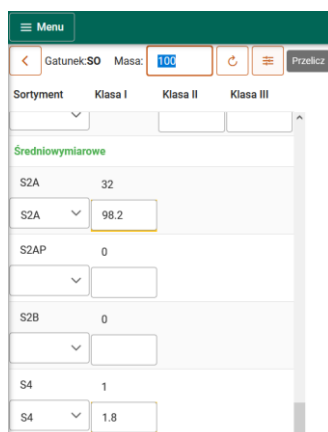 Menu
Gatunek:SO Masa: 100 Przelicz
Sortyment Klasa I Klasa II Klasa III
Średniowymiarowe
S2A 32
S2A 98.2
S2AP 0
S2B 0
S4 1
S4 1.8